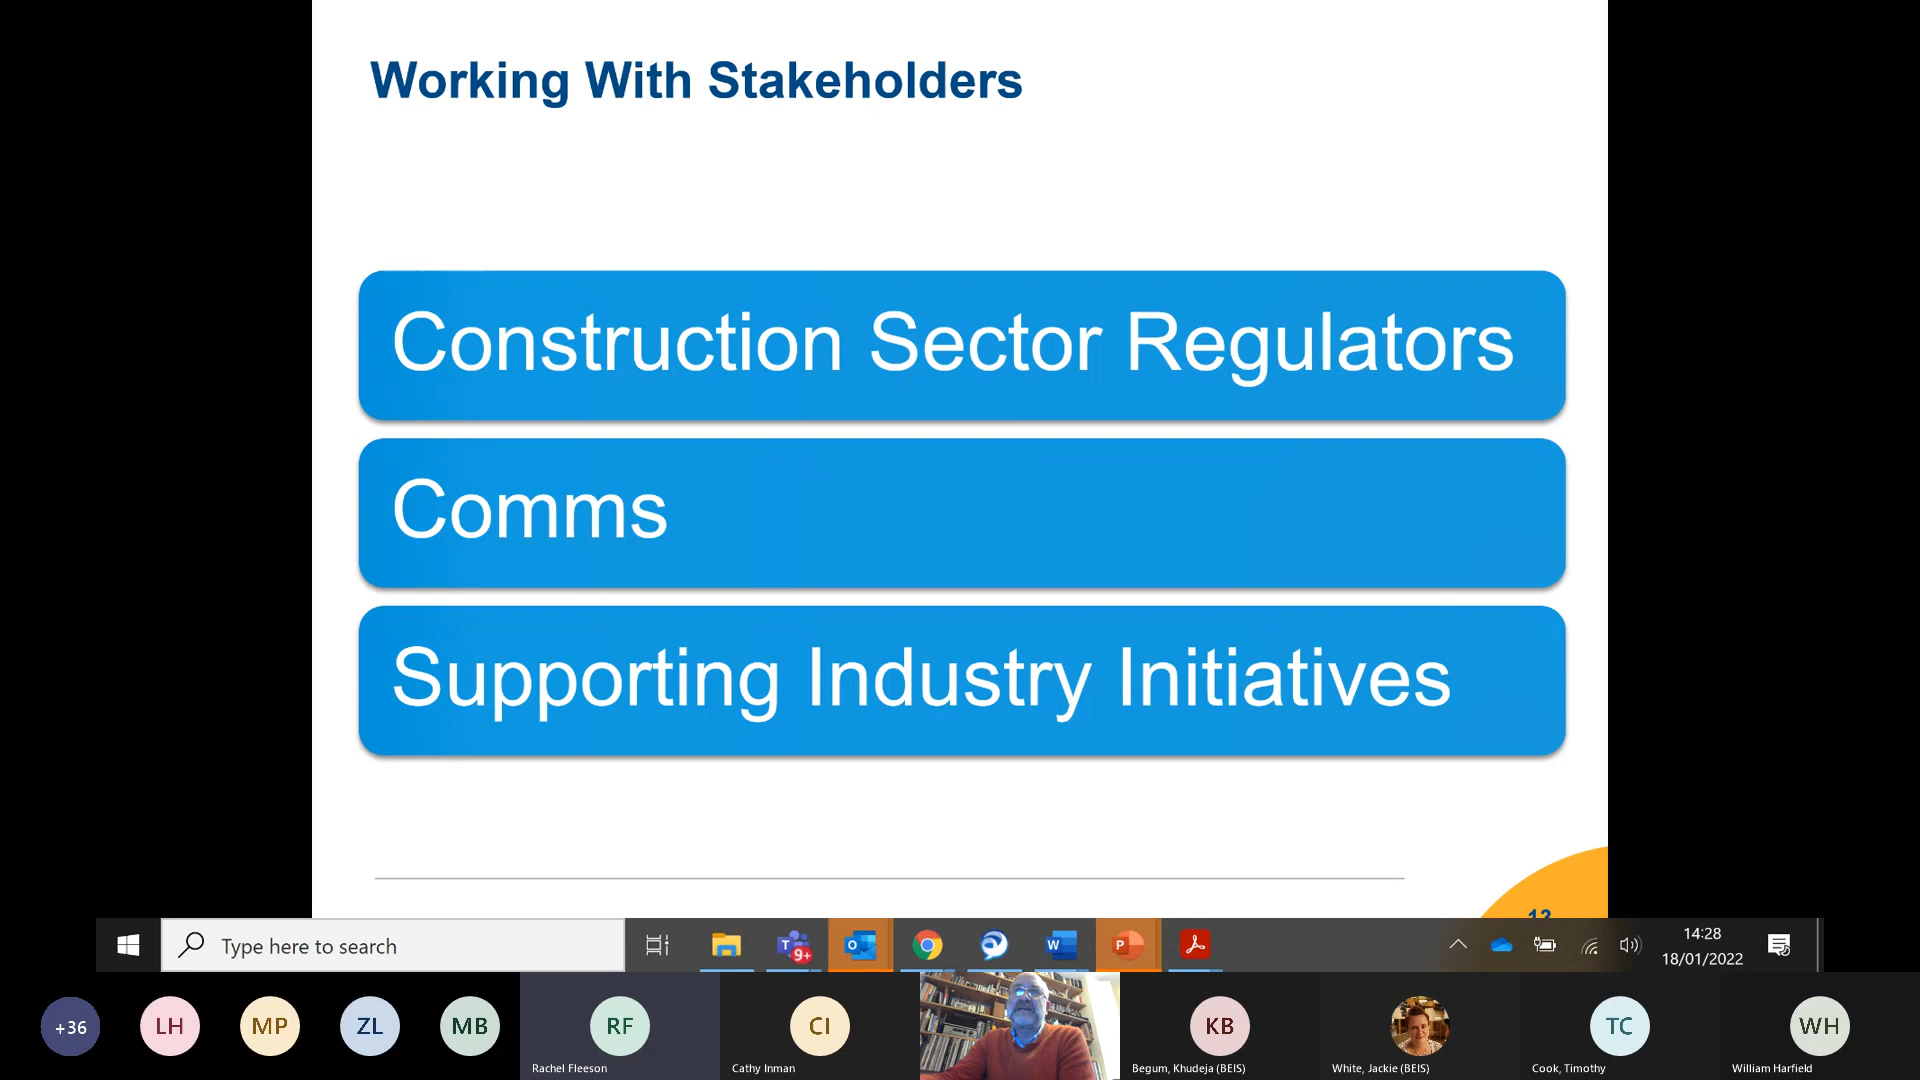 Working With Stakeholders
Construction Sector Regulators
Comms
Supporting Industry Initiatives
13
Type here to search
9+
14:28
18/01/2022
+36
LH
MP
ZL
MB
RF
CI
KB
TC
WH
Rachel Fleeson
Cathy Inman
Begum, Khudeja (BEIS)
White, Jackie (BEIS)
Cook, Timothy
William Harfield